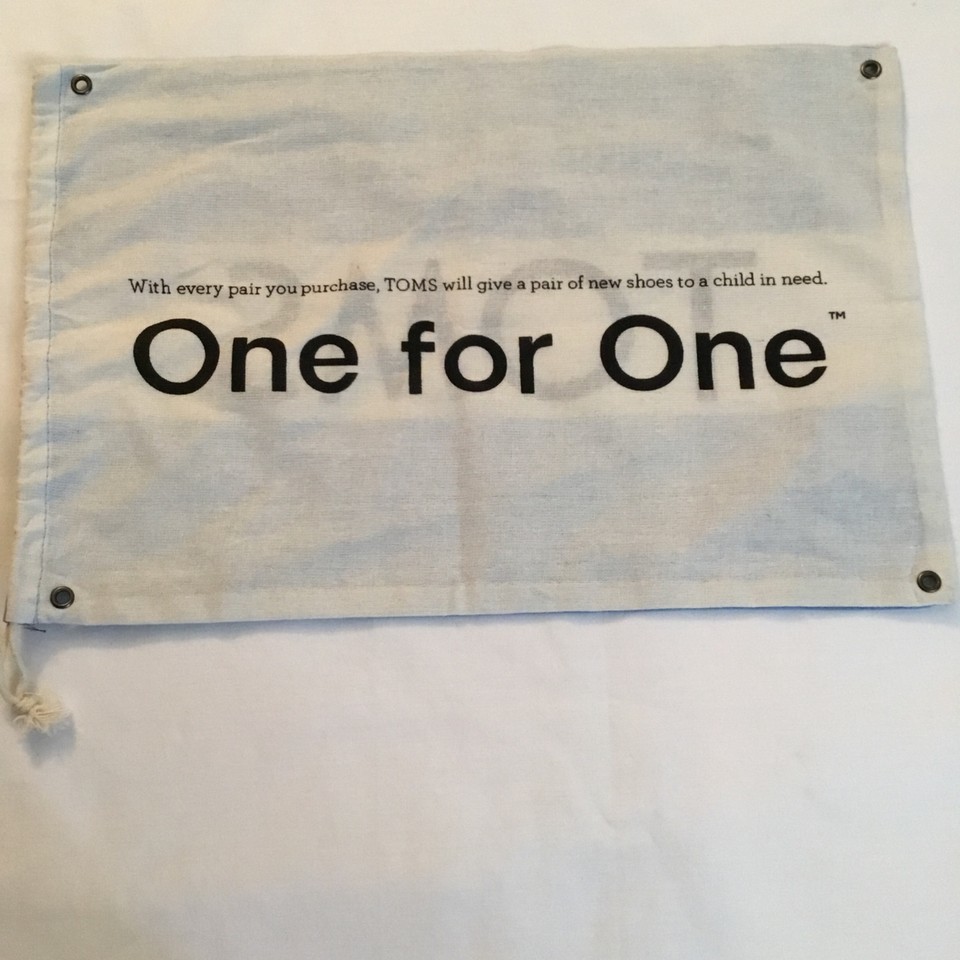 With every pair you purchase, TOMS will give a pair of new shoes to a child in need.
One for One™
TOMS